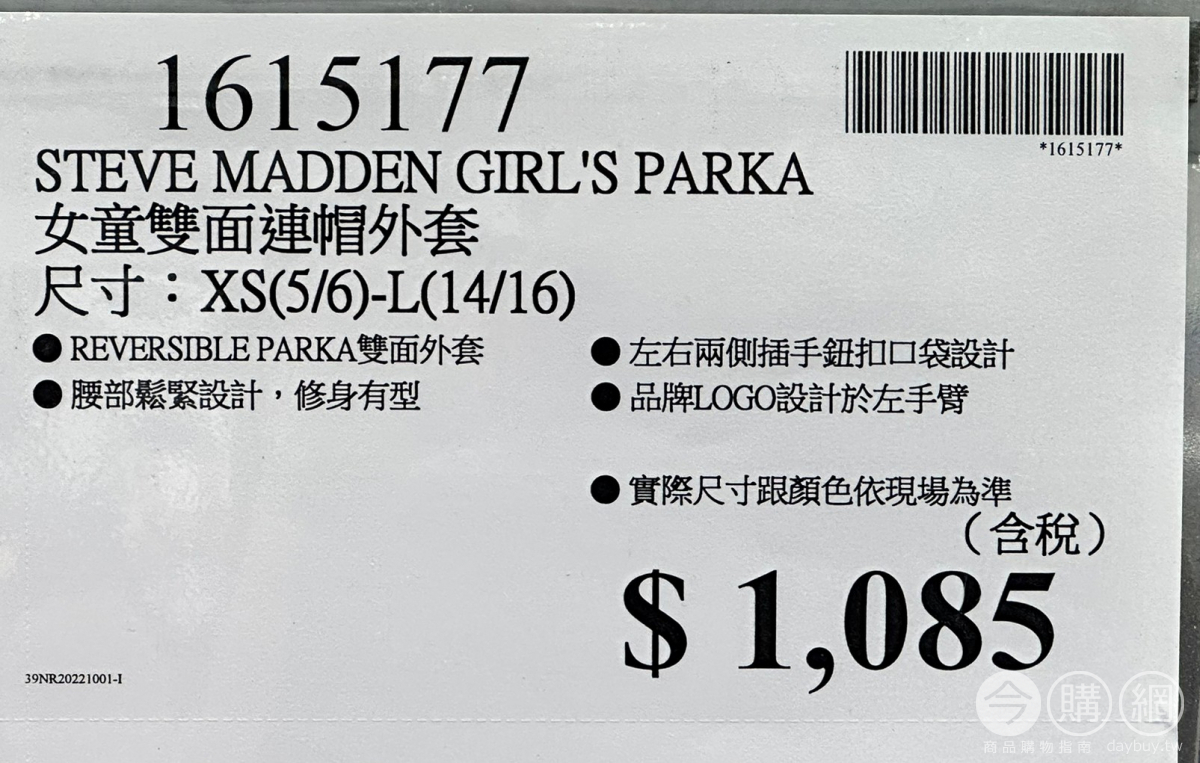 1615177
*1615177*
STEVE MADDEN GIRL'S PARKA
女童雙面連帽外套
尺寸：XS(5/6)-L(14/16)
●REVERSIBLE PARKA雙面外套
●腰部鬆緊設計，修身有型
●左右兩側插手鈕扣口袋設計
●品牌LOGO設計於左手臂
●實際尺寸跟顏色依現場為準
（含稅）
$ 1,085
39NR20221001-I
今購網
商品購物指南 daybuy.tw